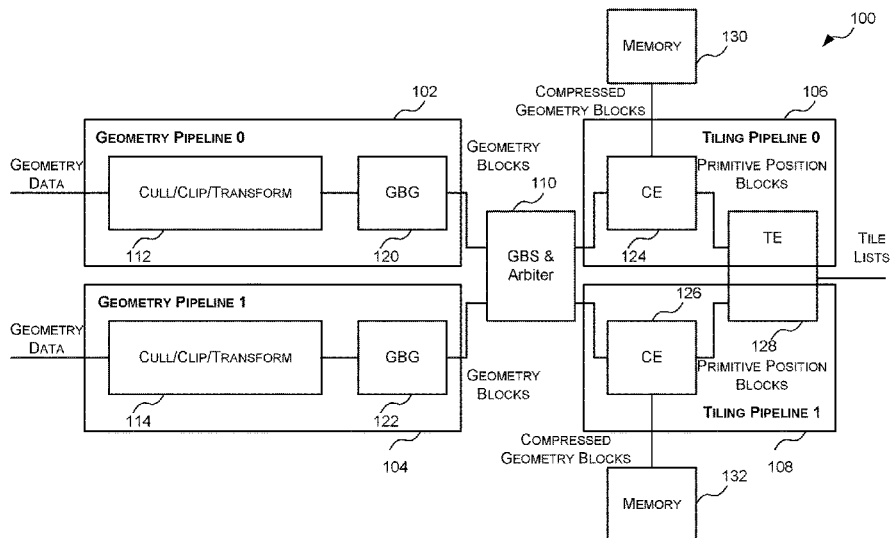 100
MEMORY
130
COMPRESSED
GEOMETRY BLOCKS
102
106
GEOMETRY PIPELINE 0
TILING PIPELINE 0
GEOMETRY
DATA
CULL/CLIP/TRANSFORM
112
GBG
120
GEOMETRY
BLOCKS
110
GBS &
Arbiter
CE
124
PRIMITIVE POSITION
BLOCKS
TE
128
TILE
LISTS
GEOMETRY PIPELINE 1
GEOMETRY
DATA
CULL/CLIP/TRANSFORM
114
GBG
122
GEOMETRY
BLOCKS
104
126
CE
PRIMITIVE POSITION
BLOCKS
TILING PIPELINE 1
108
COMPRESSED
GEOMETRY BLOCKS
MEMORY
132